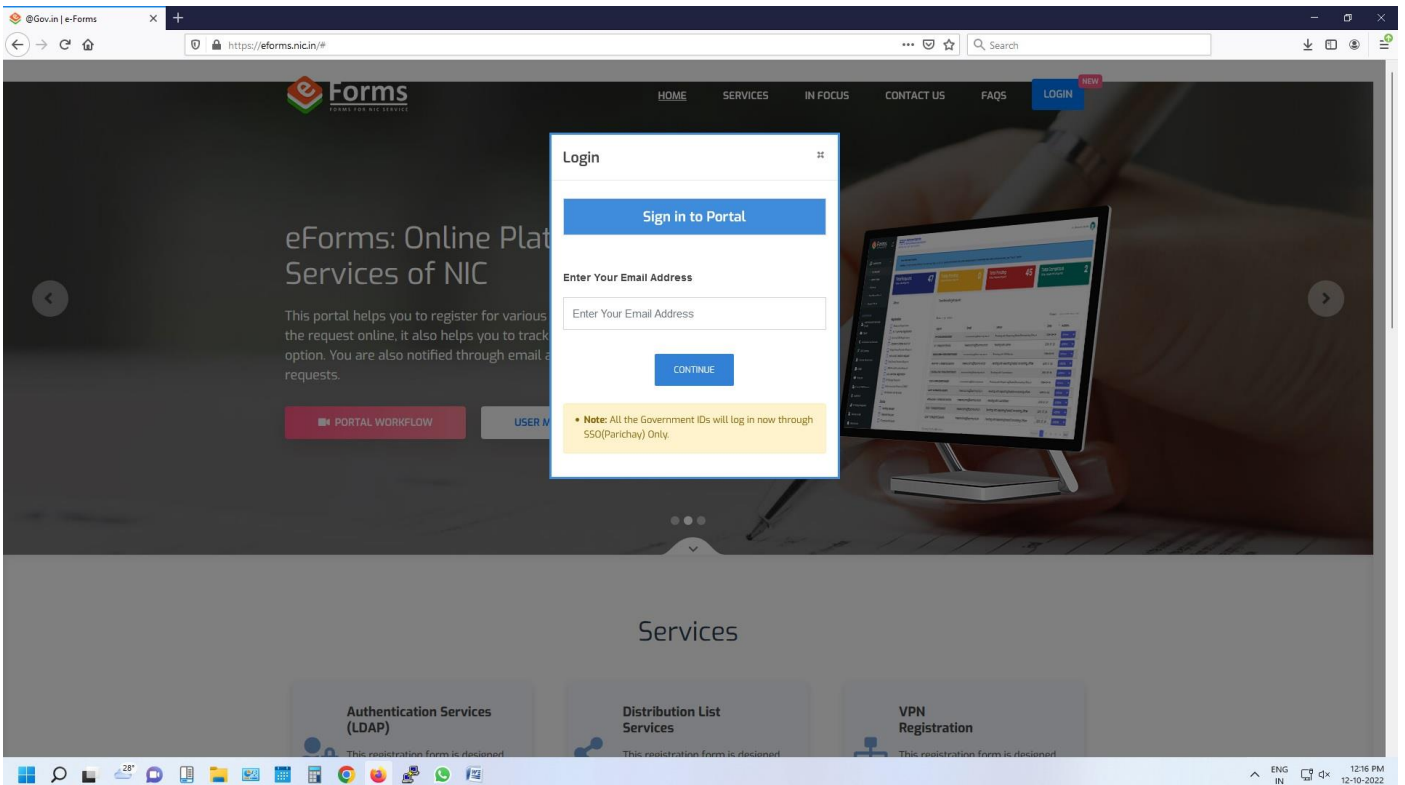 @Gov.in | e-Forms
https://eforms.nic.in/#
Search
Forms
FORMS FOR NIC SERVICE
HOME SERVICES IN FOCUS CONTACT US FAQS LOGIN NEW
Login
Sign in to Portal
Enter Your Email Address
Enter Your Email Address
CONTINUE
• Note: All the Government IDs will log in now through
SSO(Parichay) Only.
eForms: Online Plat
Services of NIC
This portal helps you to register for various
the request online, it also helps you to track
option. You are also notified through email a
requests.
PORTAL WORKFLOW USER M
Services
Authentication Services
(LDAP)
This registration form is designed
Distribution List
Services
This registration form is designed
VPN
Registration
This registration form is designed
28°
ENG
IN
12:16 PM
12-10-2022